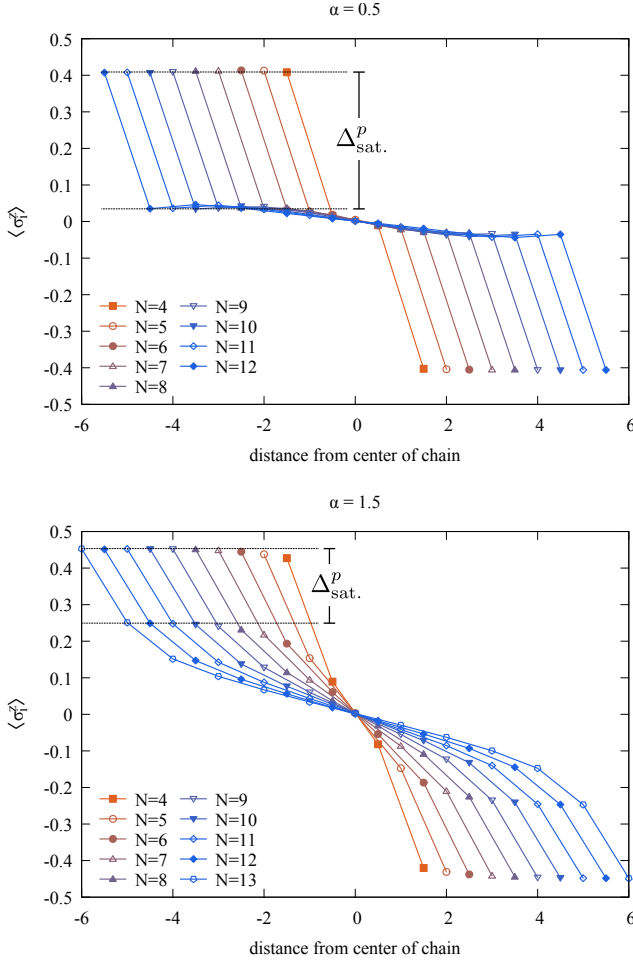 α = 0.5
0.5
0.4
0.3
0.2
0.1
0
-0.1
-0.2
-0.3
-0.4
-0.5
⟨σᵢᶻ⟩
Δᵖsat.
N=4
N=5
N=6
N=7
N=8
N=9
N=10
N=11
N=12
-6 -4 -2 0 2 4 6
distance from center of chain
α = 1.5
0.5
0.4
0.3
0.2
0.1
0
-0.1
-0.2
-0.3
-0.4
-0.5
⟨σᵢᶻ⟩
Δᵖsat.
N=4
N=5
N=6
N=7
N=8
N=9
N=10
N=11
N=12
N=13
-6 -4 -2 0 2 4 6
distance from center of chain